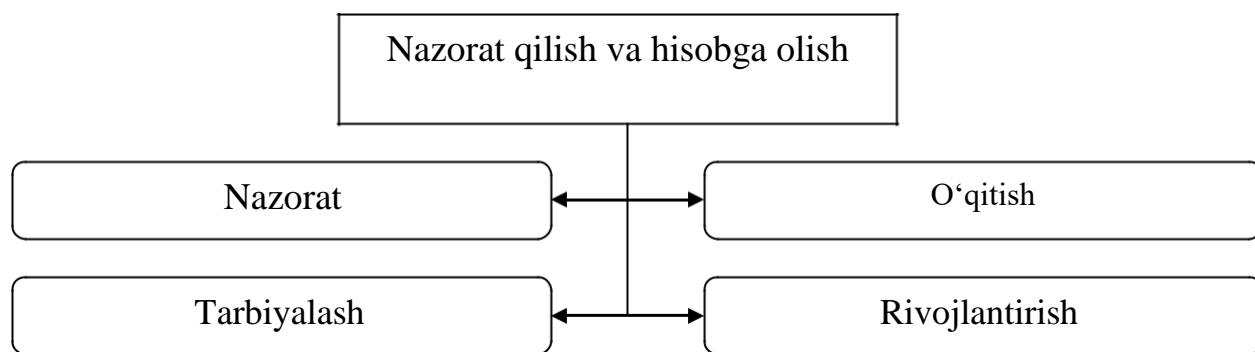 Nazorat qilish va hisobga olish
Nazorat
O‘qitish
Tarbiyalash
Rivojlantirish